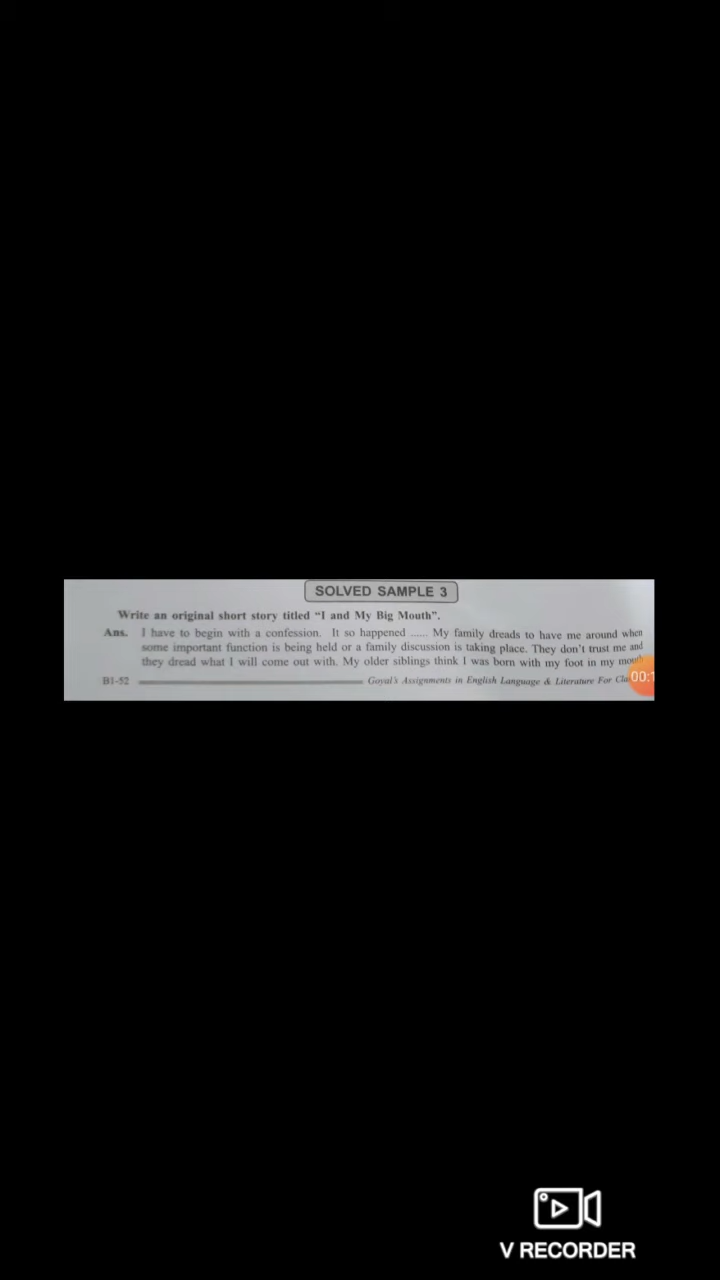 SOLVED SAMPLE 3
Write an original short story titled “I and My Big Mouth”.
Ans. I have to begin with a confession. It so happened ...... My family dreads to have me around when
some important function is being held or a family discussion is taking place. They don't trust me and
they dread what I will come out with. My older siblings think I was born with my foot in my mouth
B1-52 Goyal's Assignments in English Language & Literature For
00:1
V RECORDER